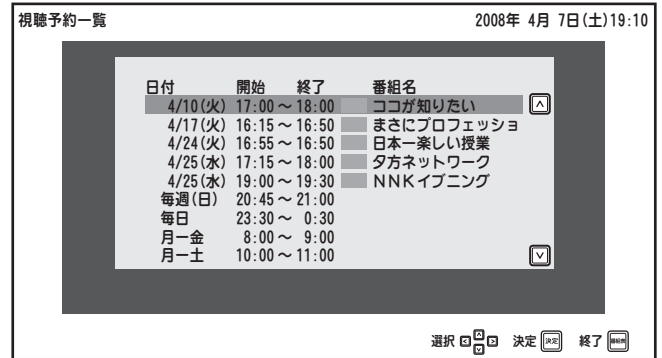 視聴予約一覧 2008年 4月 7日(土)19:10
日付 開始 終了 番組名
4/10(火) 17:00～18:00 ココが知りたい
4/17(火) 16:15～16:50 まさにプロフェッショ
4/24(火) 16:55～16:50 日本一楽しい授業
4/25(水) 17:15～18:00 夕方ネットワーク
4/25(水) 19:00～19:30 NNKイブニング
毎週(日) 20:45～21:00
毎日 23:30～ 0:30
月ー金 8:00～ 9:00
月ー土 10:00～11:00
選択 決定 決定 終了 番組表